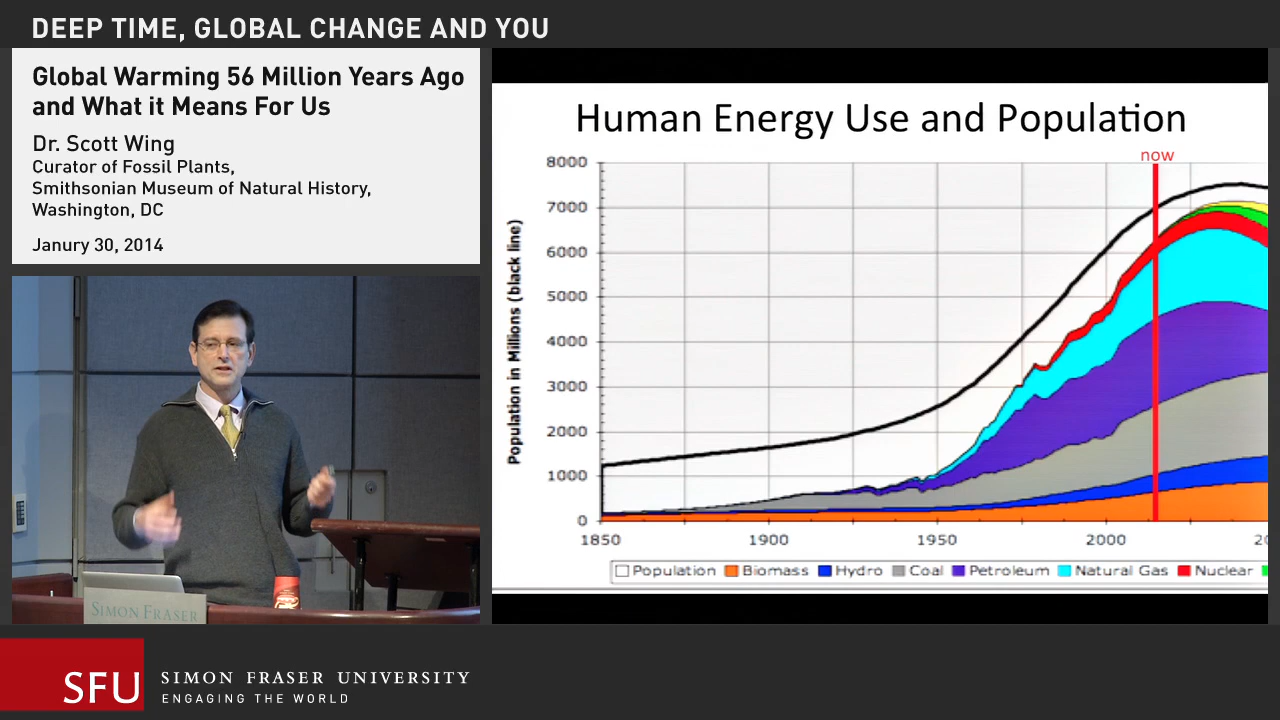 DEEP TIME, GLOBAL CHANGE AND YOU
Global Warming 56 Million Years Ago
and What it Means For Us
Dr. Scott Wing
Curator of Fossil Plants,
Smithsonian Museum of Natural History,
Washington, DC
Janury 30, 2014
Human Energy Use and Population
now
Population in Millions (black line)
8000
7000
6000
5000
4000
3000
2000
1000
0
1850 1900 1950 2000 20
Population Biomass Hydro Coal Petroleum Natural Gas Nuclear
SIMON FRASER
SFU SIMON FRASER UNIVERSITY
ENGAGING THE WORLD